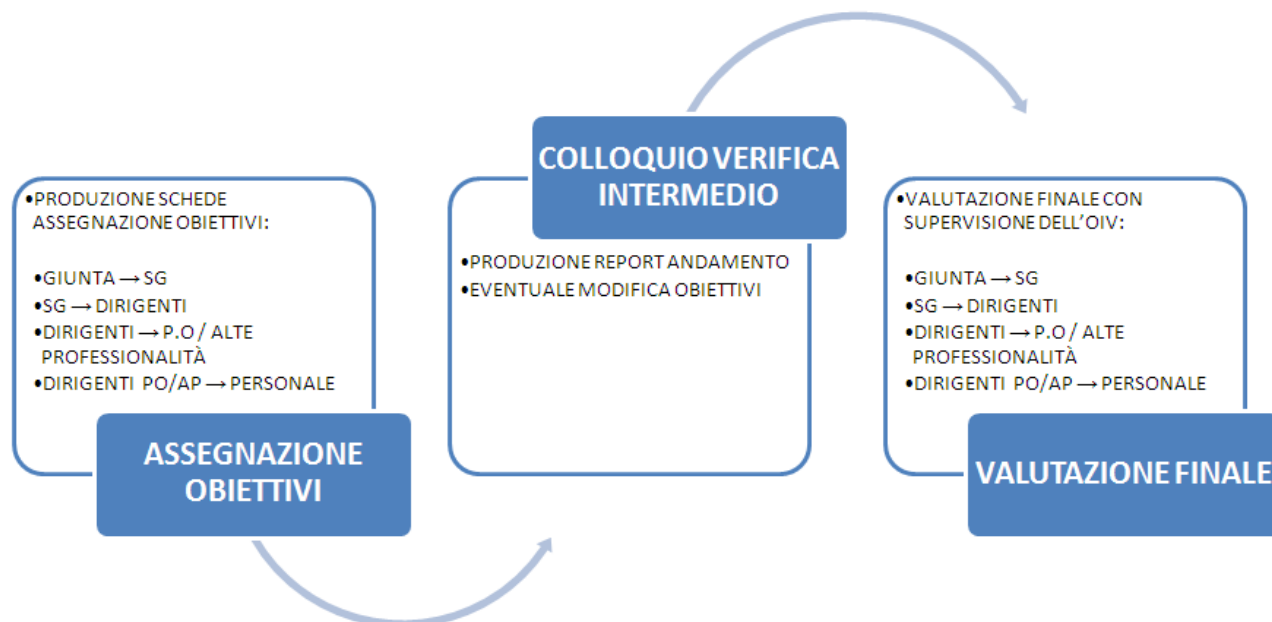 •PRODUZIONE SCHEDE
ASSEGNAZIONE OBIETTIVI:
•GIUNTA → SG
•SG → DIRIGENTI
•DIRIGENTI → P.O / ALTE
PROFESSIONALITÀ
•DIRIGENTI PO/AP → PERSONALE
ASSEGNAZIONE
OBIETTIVI
COLLOQUIO VERIFICA
INTERMEDIO
•PRODUZIONE REPORT ANDAMENTO
•EVENTUALE MODIFICA OBIETTIVI
•VALUTAZIONE FINALE CON
SUPERVISIONE DELL'OIV:
•GIUNTA → SG
•SG → DIRIGENTI
•DIRIGENTI → P.O / ALTE
PROFESSIONALITÀ
•DIRIGENTI PO/AP → PERSONALE
VALUTAZIONE FINALE